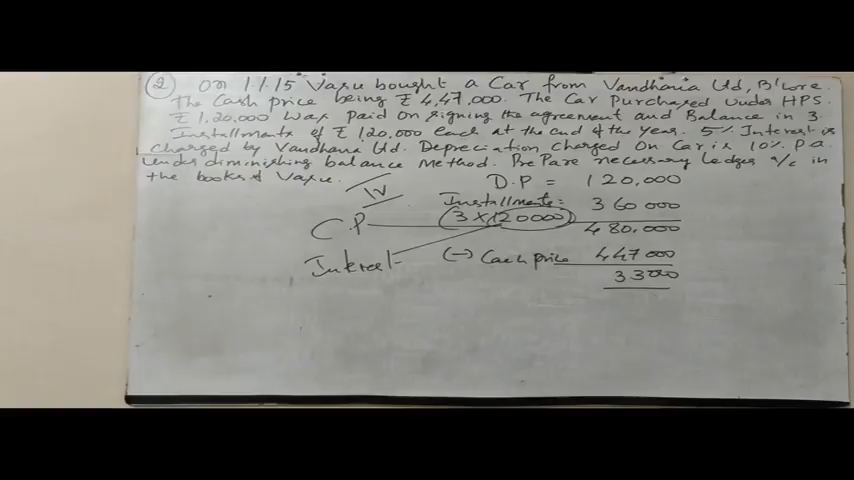 ② On 1.1.15 Vasu bought a Car from Vandhana Ltd, B'lore.
The Cash price being ₹ 4,47,000. The Car Purchased under HPS.
₹ 1,20,000 was paid on signing the agreement and Balance in 3
Installments of ₹ 120,000 each at the end of the year. 5% Interest is
charged by Vandhana Ltd. Depreciation charged on Car is 10% P a
under diminishing balance Method. Prepare necessary Ledger a/c in
the books of Vasu.
D.P = 120,000
IV
Installments:
(3 X 120000) 360 000
C.P 480,000
Interest (-) Cash price 447 000
33000